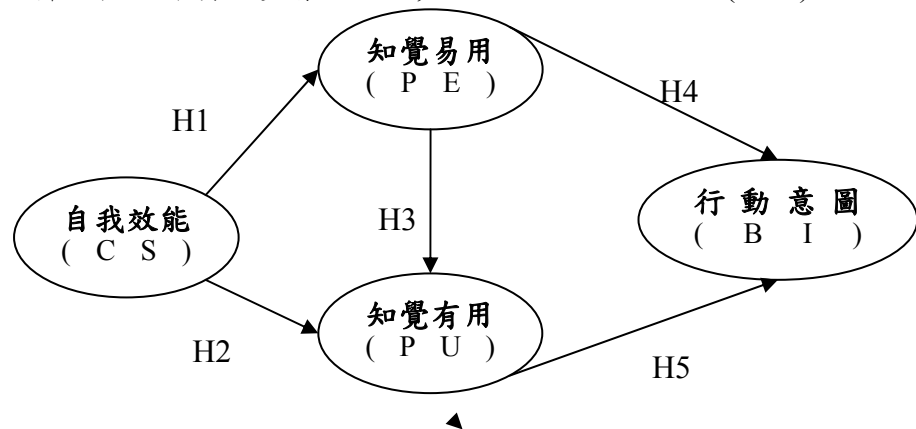 知覺易用
( P E )
H4
H1
自我效能
( C S )
H3
行動意圖
( B I )
知覺有用
( P U )
H2
H5